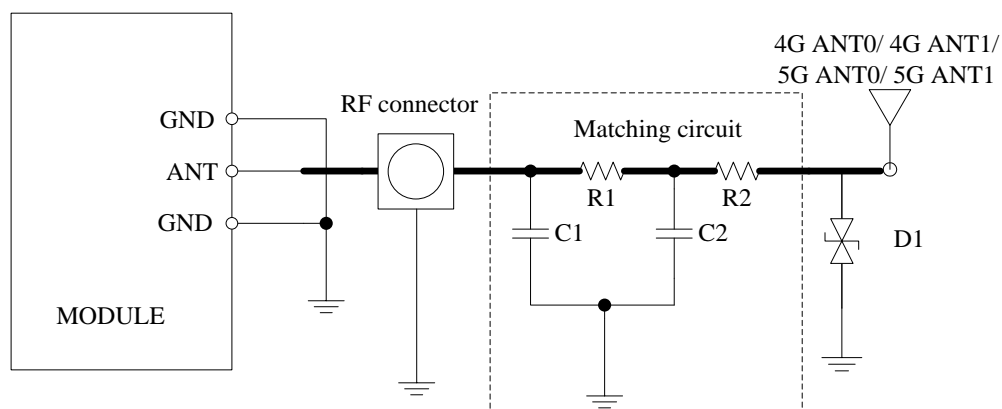 4G ANT0/ 4G ANT1/
5G ANT0/ 5G ANT1
RF connector
Matching circuit
GND
ANT
GND
R1
R2
C1
C2
D1
MODULE